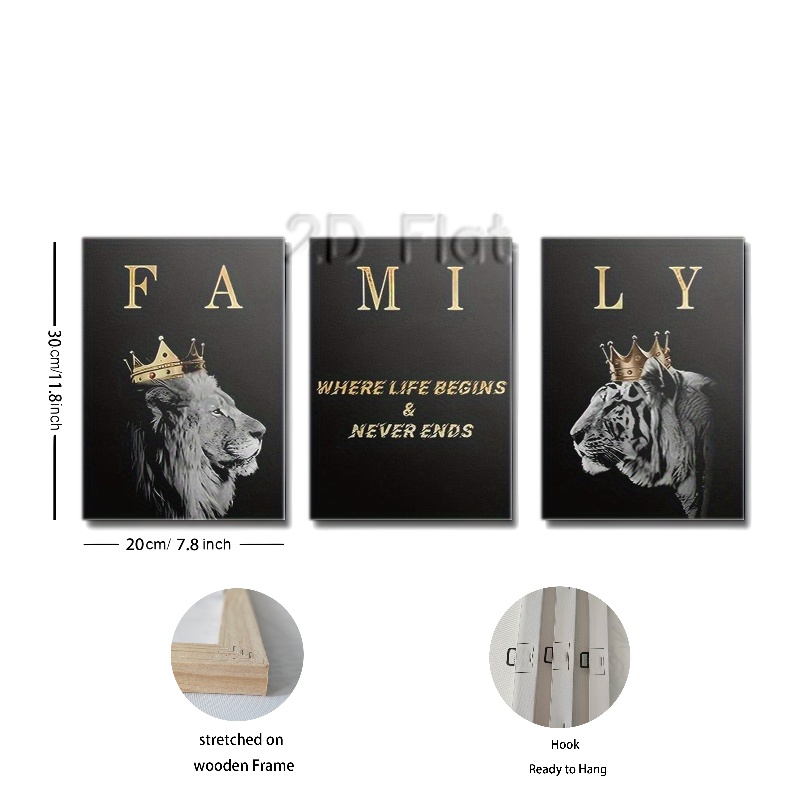 2D Flat
F A
M I
L Y
WHERE LIFE BEGINS
&
NEVER ENDS
30cm/11.8inch
20cm/ 7.8 inch
stretched on
wooden Frame
Hook
Ready to Hang